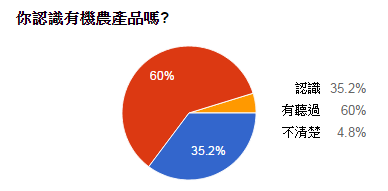 你認識有機農產品嗎?
60%
35.2%
認識 35.2%
有聽過 60%
不清楚 4.8%